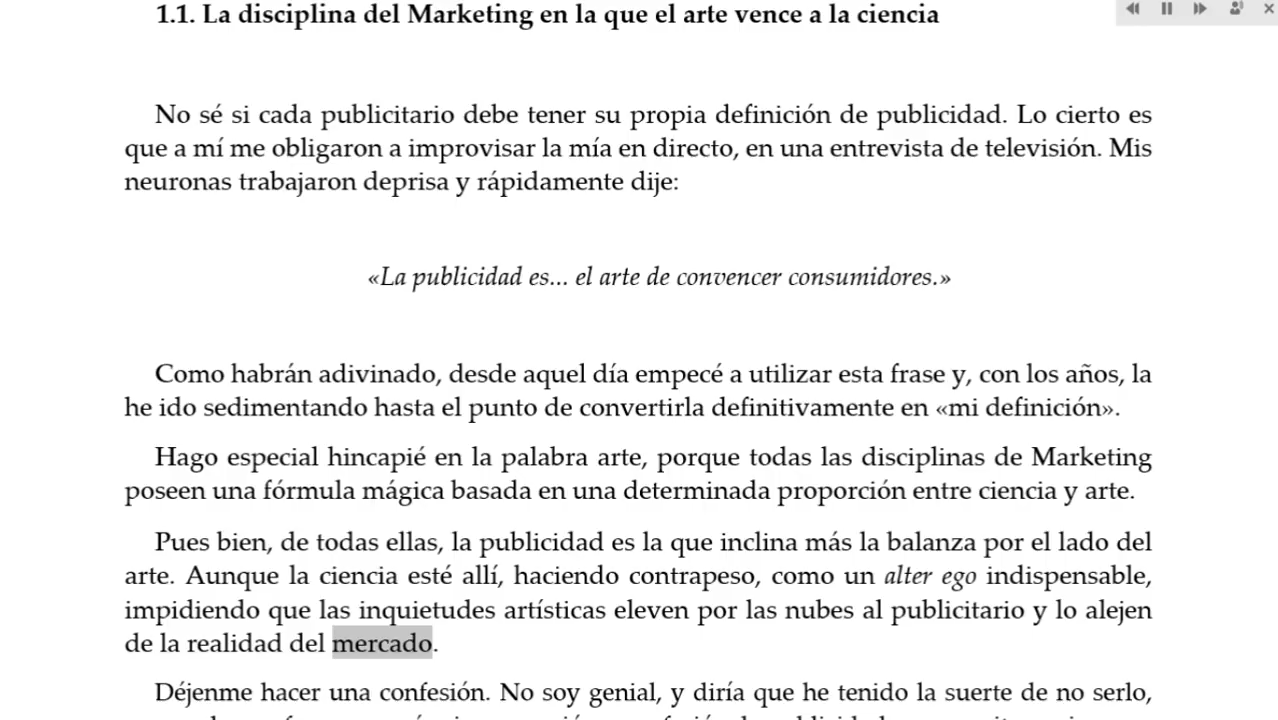 1.1. La disciplina del Marketing en la que el arte vence a la ciencia
No sé si cada publicitario debe tener su propia definición de publicidad. Lo cierto es
que a mí me obligaron a improvisar la mía en directo, en una entrevista de televisión. Mis
neuronas trabajaron deprisa y rápidamente dije:
«La publicidad es... el arte de convencer consumidores.»
Como habrán adivinado, desde aquel día empecé a utilizar esta frase y, con los años, la
he ido sedimentando hasta el punto de convertirla definitivamente en «mi definición».
Hago especial hincapié en la palabra arte, porque todas las disciplinas de Marketing
poseen una fórmula mágica basada en una determinada proporción entre ciencia y arte.
Pues bien, de todas ellas, la publicidad es la que inclina más la balanza por el lado del
arte. Aunque la ciencia esté allí, haciendo contrapeso, como un alter ego indispensable,
impidiendo que las inquietudes artísticas eleven por las nubes al publicitario y lo alejen
de la realidad del mercado.
Déjenme hacer una confesión. No soy genial, y diría que he tenido la suerte de no serlo,